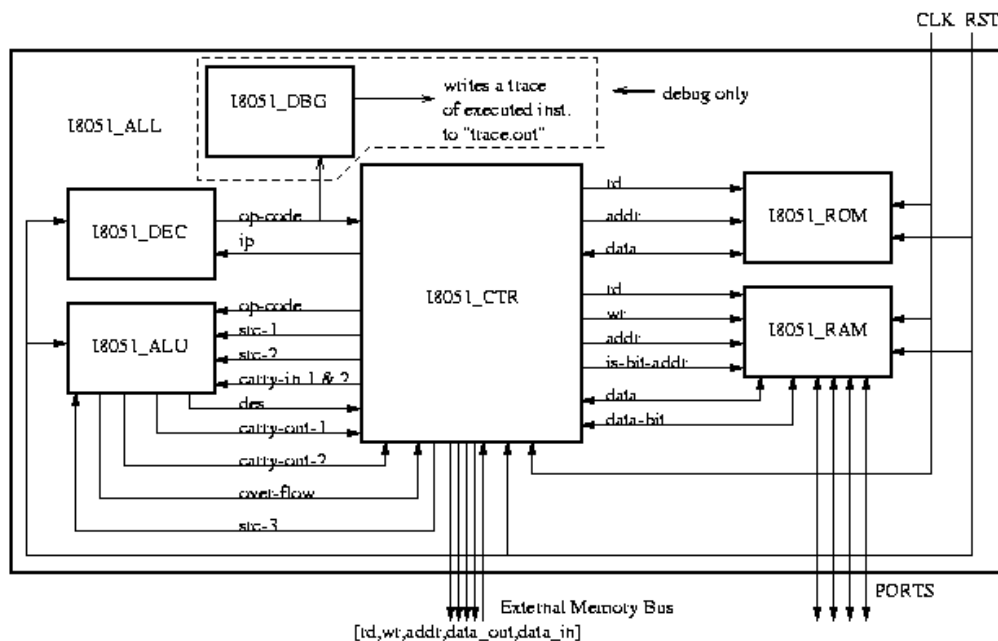 CLK RST
I8051_DBG
writes a trace
of executed inst.
to "trace.out"
debug only
I8051_ALL
I8051_DEC
op-code
ip
I8051_CTR
rd
addr
data
I8051_ROM
I8051_ALU
op-code
src-1
src-2
carry-in 1 & 2
des
carry-out-1
carry-out-2
over-flow
src-3
rd
wr
addr
is-bit-addr
data
data-bit
I8051_RAM
PORTS
External Memory Bus
[rd,wr,addr,data_out,data_in]